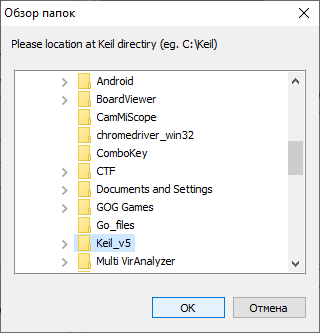 Обзор папок
Please location at Keil directiry (eg. C:\Keil)
Android
BoardViewer
CamMiScope
chromedriver_win32
ComboKey
CTF
Documents and Settings
GOG Games
Go_files
Keil_v5
Multi VirAnalyzer
OK
Отмена